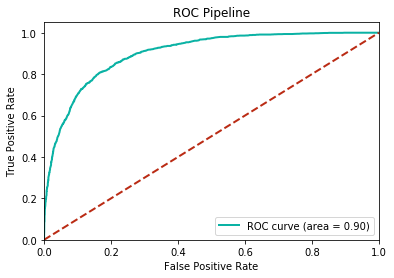 ROC Pipeline
True Positive Rate
1.0
0.8
0.6
0.4
0.2
0.0
ROC curve (area = 0.90)
0.0 0.2 0.4 0.6 0.8 1.0
False Positive Rate